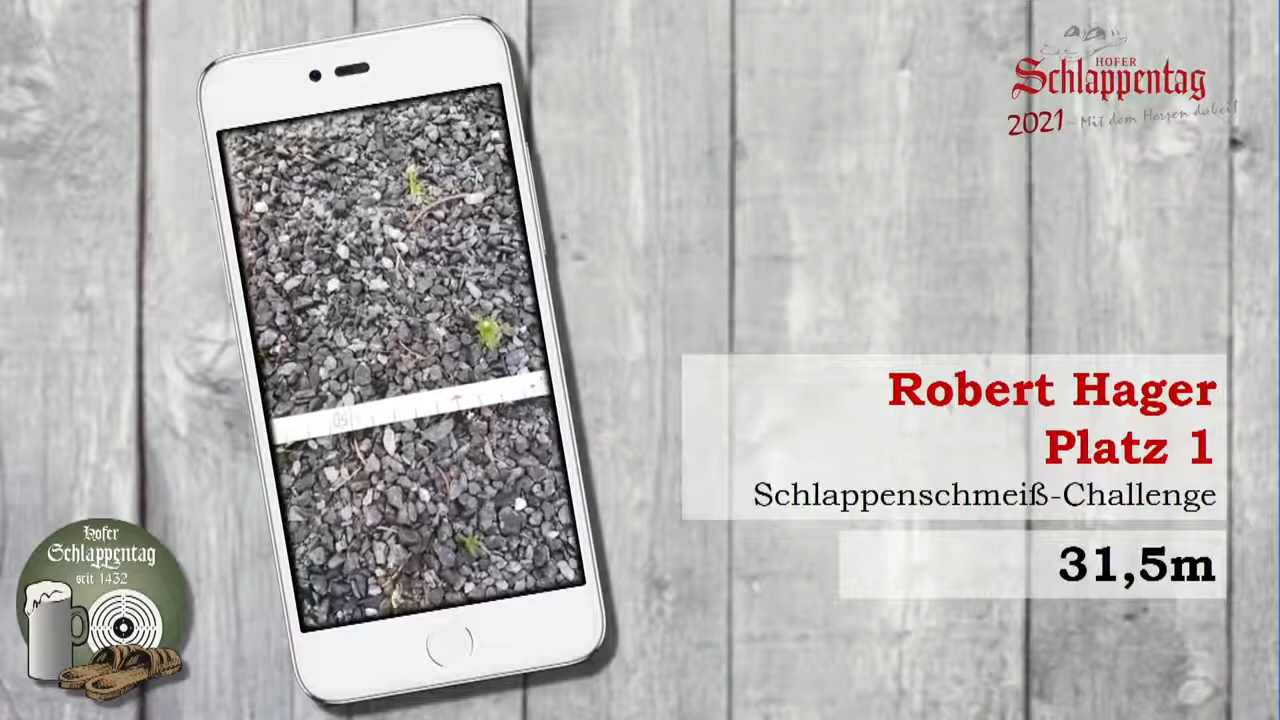 HOFER
Schlappentag
2021 - Mit dem Herzen dabei!
Robert Hager
Platz 1
Schlappenschmeiß-Challenge
31,5m
Hofer
Schlappentag
seit 1432